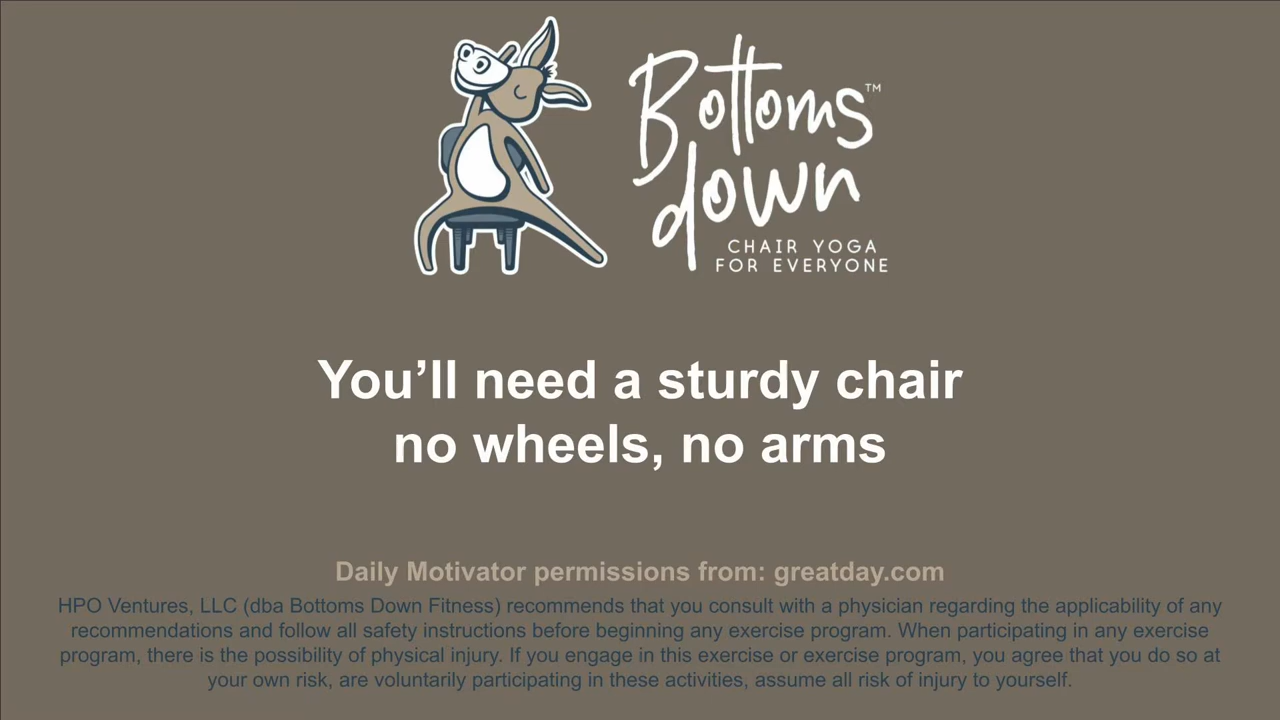 Bottoms™
down
CHAIR YOGA
FOR EVERYONE
You’ll need a sturdy chair
no wheels, no arms
Daily Motivator permissions from: greatday.com
HPO Ventures, LLC (dba Bottoms Down Fitness) recommends that you consult with a physician regarding the applicability of any
recommendations and follow all safety instructions before beginning any exercise program. When participating in any exercise
program, there is the possibility of physical injury. If you engage in this exercise or exercise program, you agree that you do so at
your own risk, are voluntarily participating in these activities, assume all risk of injury to yourself.